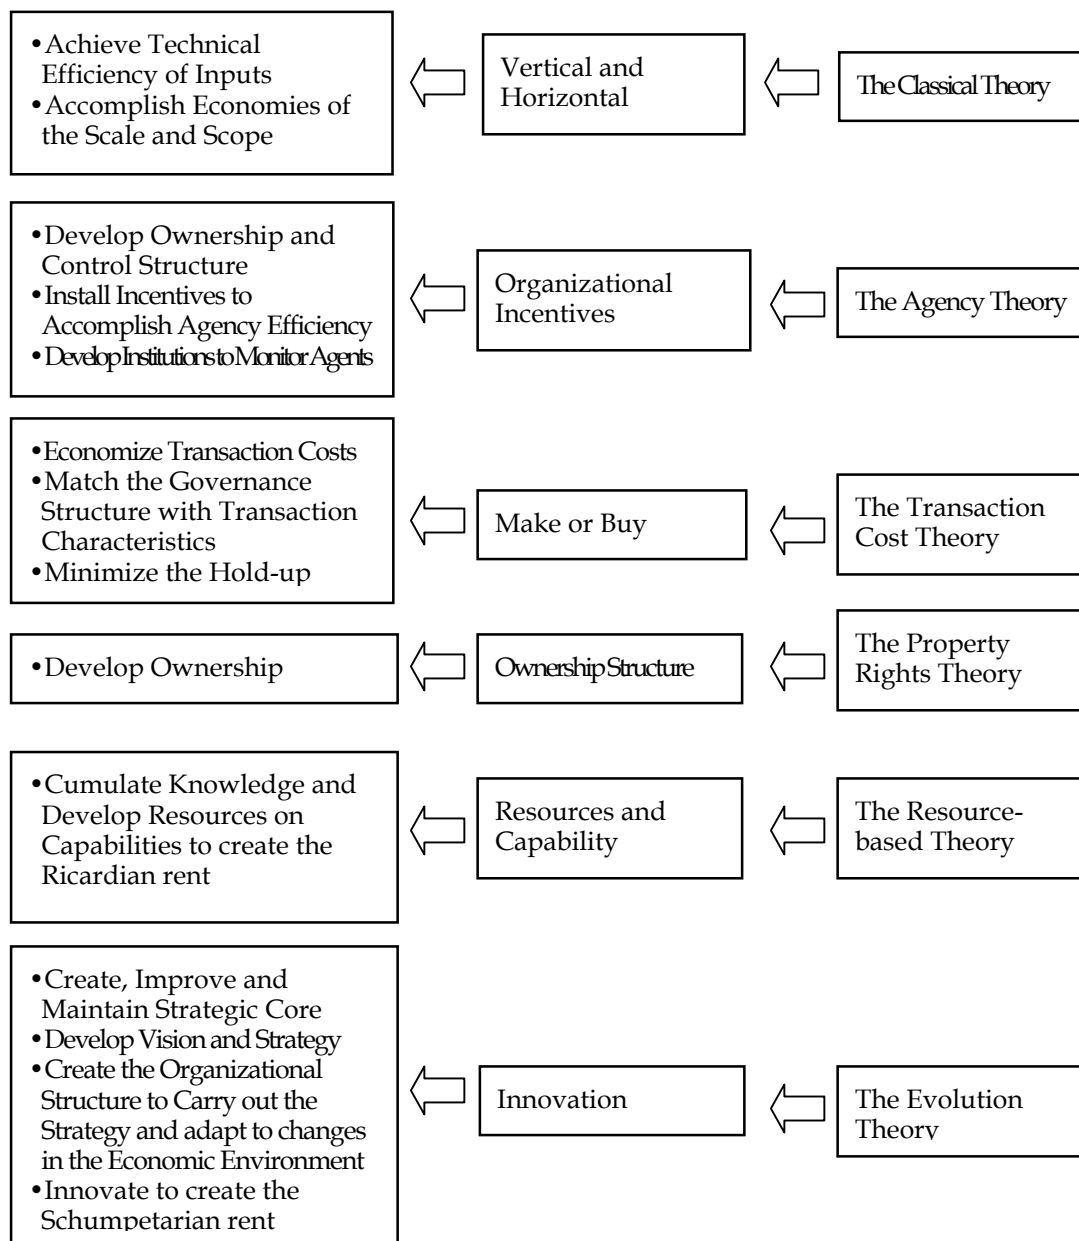 •Achieve Technical
Efficiency of Inputs
•Accomplish Economies of
the Scale and Scope
Vertical and
Horizontal
The Classical Theory
•Develop Ownership and
Control Structure
•Install Incentives to
Accomplish Agency Efficiency
•Develop Institutions to Monitor Agents
Organizational
Incentives
The Agency Theory
•Economize Transaction Costs
•Match the Governance
Structure with Transaction
Characteristics
•Minimize the Hold-up
Make or Buy
The Transaction
Cost Theory
•Develop Ownership
Ownership Structure
The Property
Rights Theory
•Cumulate Knowledge and
Develop Resources on
Capabilities to create the
Ricardian rent
Resources and
Capability
The Resource-
based Theory
•Create, Improve and
Maintain Strategic Core
•Develop Vision and Strategy
•Create the Organizational
Structure to Carry out the
Strategy and adapt to changes
in the Economic Environment
•Innovate to create the
Schumpetarian rent
Innovation
The Evolution
Theory